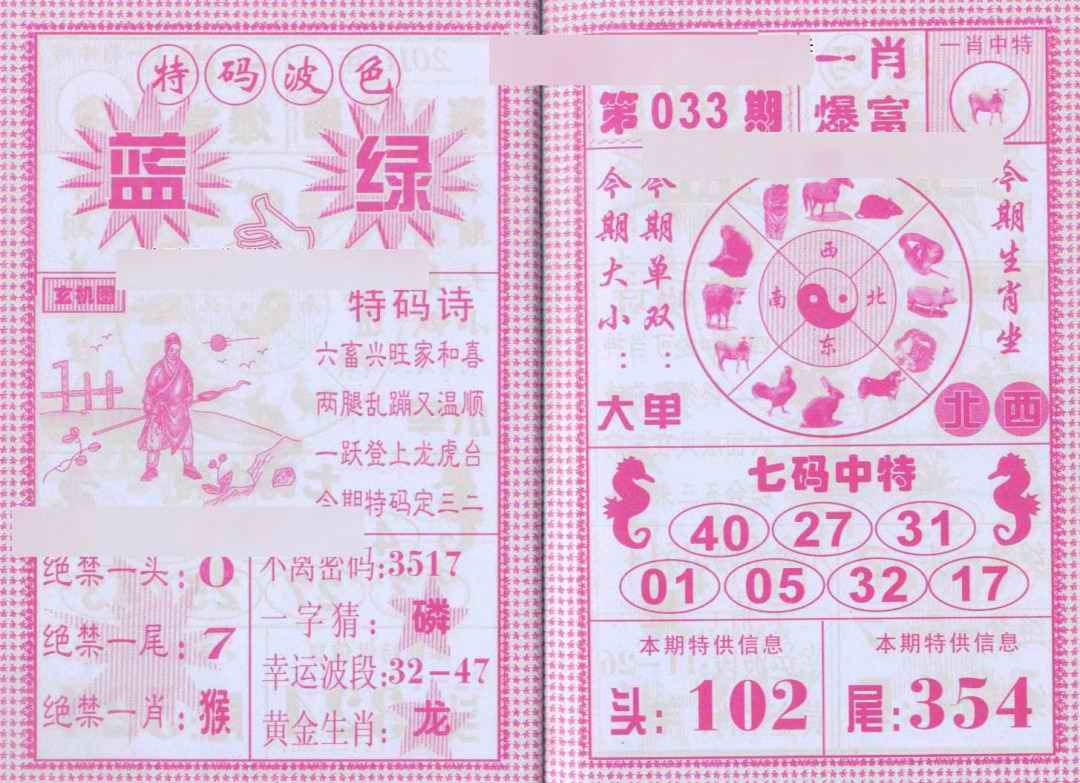 特码波色
蓝 绿
玄机图
特码诗
六畜兴旺家和喜
两腿乱蹦又温顺
一跃登上龙虎台
今期特码定三二
绝禁一头:0
绝禁一尾:7
绝禁一肖:猴
不离密码:3517
一字猜:磷
幸运波段:32-47
黄金生肖:龙
第033期
一肖
爆富
一肖中特
今期大小:大
今期单双:单
西
南 北
东
今期生肖坐
北西
七码中特
40 27 31
01 05 32 17
本期特供信息
头:102
本期特供信息
尾:354